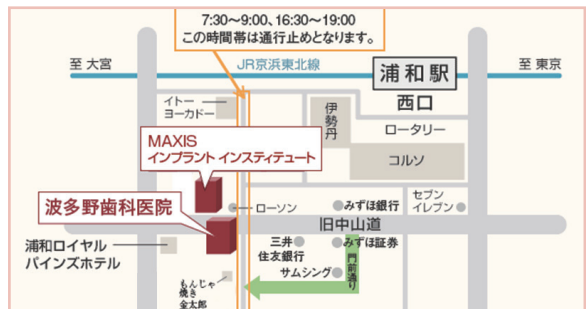 7:30〜9:00、16:30〜19:00
この時間帯は通行止めとなります。
至 大宮
JR京浜東北線
浦和駅
至 東京
西口
イトー
ヨーカドー
伊勢丹
ロータリー
コルソ
MAXIS
インプラント インスティテュート
波多野歯科医院
ローソン
みずほ銀行
セブン
イレブン
旧中山道
浦和ロイヤル
パインズホテル
三井
住友銀行
みずほ証券
サムシング
門前通り
もんじゃ
焼き
金太郎